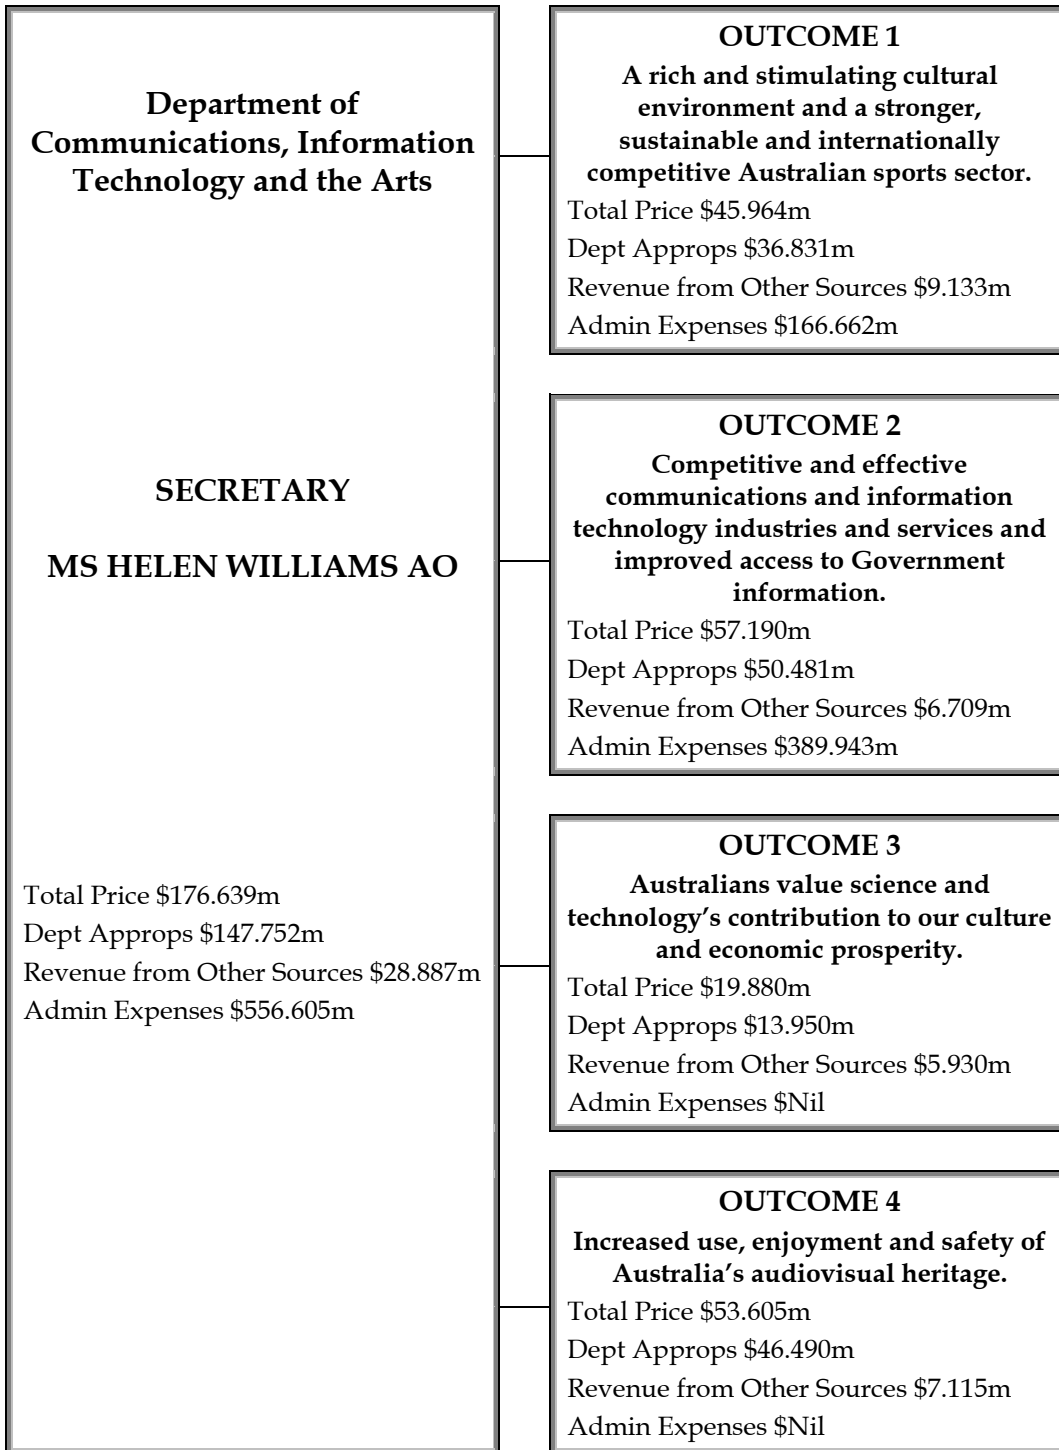 Department of
Communications, Information
Technology and the Arts
SECRETARY
MS HELEN WILLIAMS AO
Total Price $176.639m
Dept Approps $147.752m
Revenue from Other Sources $28.887m
Admin Expenses $556.605m
OUTCOME 1
A rich and stimulating cultural
environment and a stronger,
sustainable and internationally
competitive Australian sports sector.
Total Price $45.964m
Dept Approps $36.831m
Revenue from Other Sources $9.133m
Admin Expenses $166.662m
OUTCOME 2
Competitive and effective
communications and information
technology industries and services and
improved access to Government
information.
Total Price $57.190m
Dept Approps $50.481m
Revenue from Other Sources $6.709m
Admin Expenses $389.943m
OUTCOME 3
Australians value science and
technology’s contribution to our culture
and economic prosperity.
Total Price $19.880m
Dept Approps $13.950m
Revenue from Other Sources $5.930m
Admin Expenses $Nil
OUTCOME 4
Increased use, enjoyment and safety of
Australia’s audiovisual heritage.
Total Price $53.605m
Dept Approps $46.490m
Revenue from Other Sources $7.115m
Admin Expenses $Nil